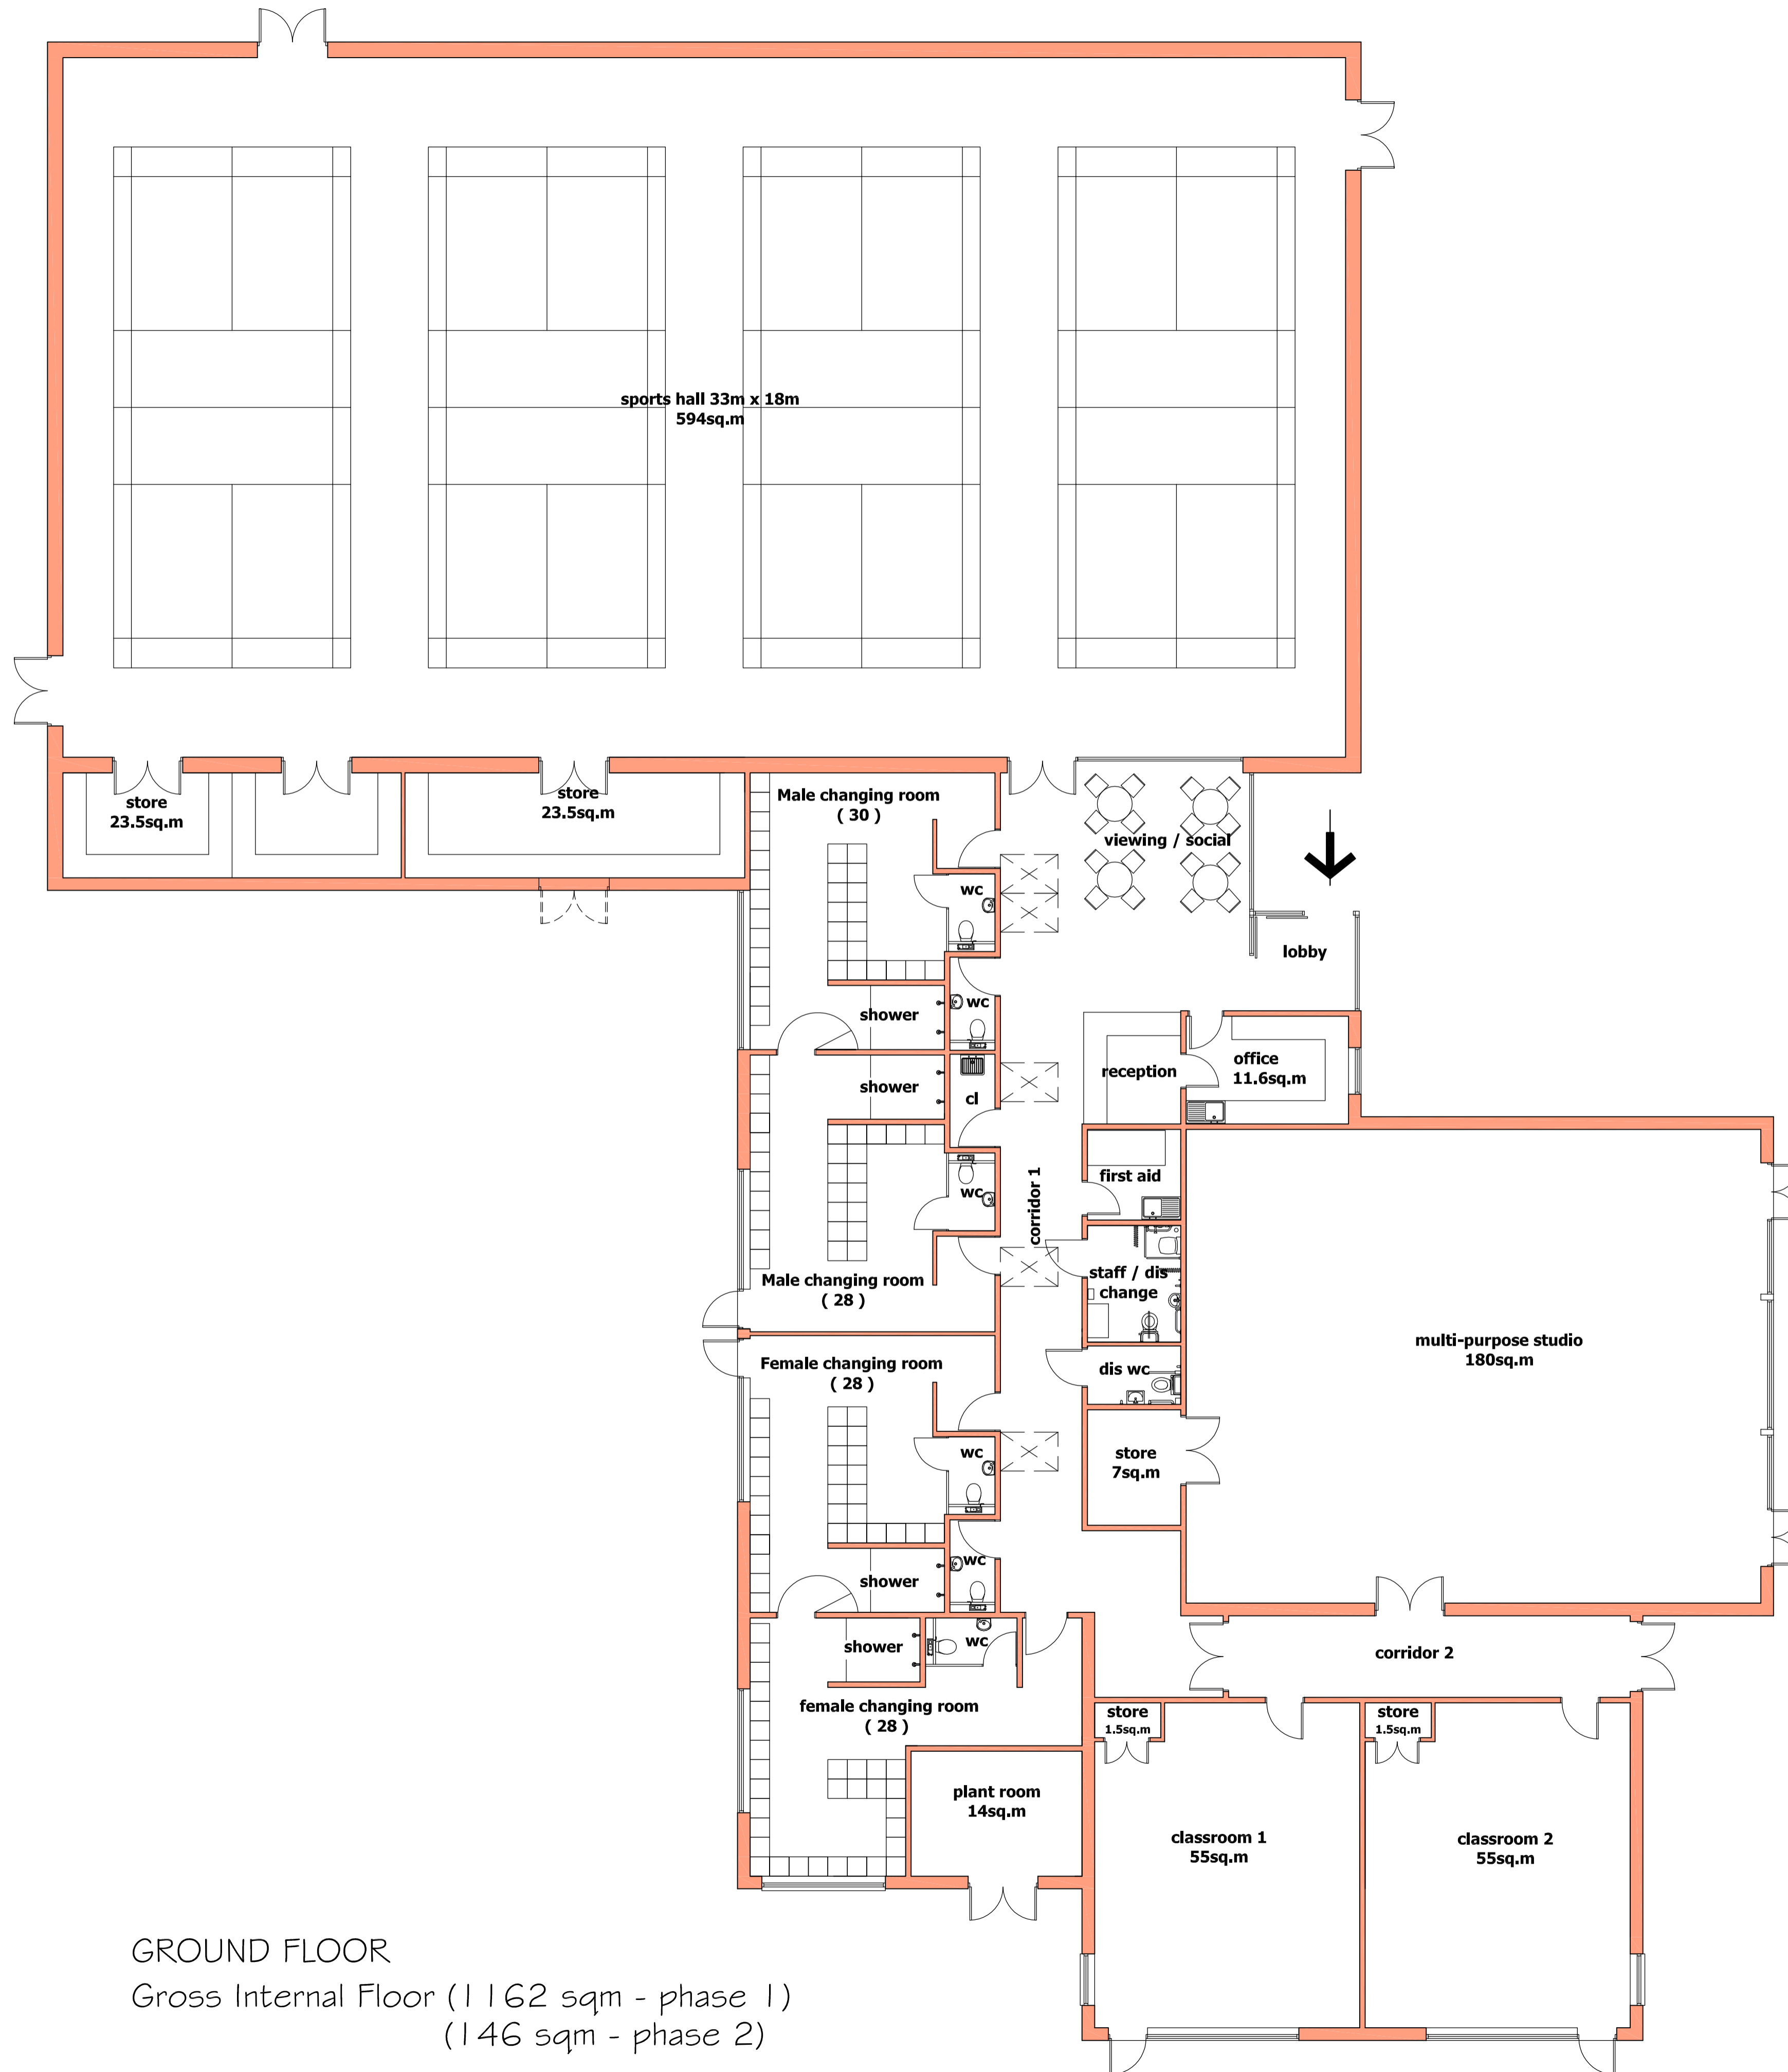 sports hall 33m x 18m
594sq.m
store
23.5sq.m
store
23.5sq.m
Male changing room
( 30 )
viewing / social
wc
lobby
wc
shower
reception
office
11.6sq.m
shower
cl
first aid
corridor 1
wc
staff / dis
change
Male changing room
( 28 )
multi-purpose studio
180sq.m
Female changing room
( 28 )
dis wc
wc
store
7sq.m
wc
shower
shower
wc
corridor 2
female changing room
( 28 )
store
1.5sq.m
store
1.5sq.m
plant room
14sq.m
classroom 1
55sq.m
classroom 2
55sq.m
GROUND FLOOR
Gross Internal Floor (1162 sqm - phase 1)
(146 sqm - phase 2)